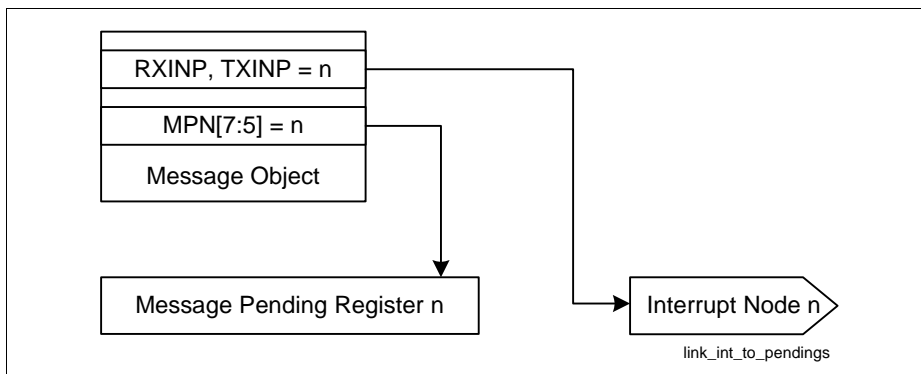 RXINP, TXINP = n
MPN[7:5] = n
Message Object
Message Pending Register n
Interrupt Node n
link_int_to_pendings